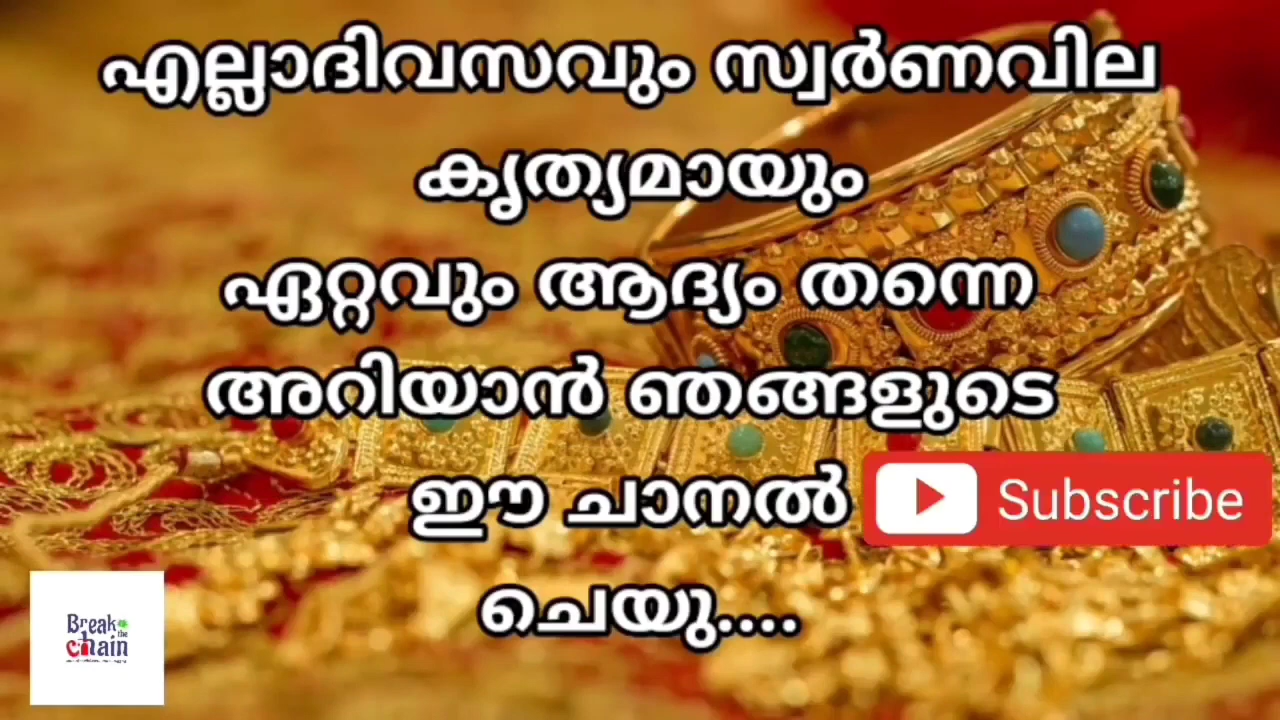 എല്ലാദിവസവും സ്വർണവില
കൃത്യമായും
ഏറ്റവും ആദ്യം തന്നെ
അറിയാൻ ഞങ്ങളുടെ
ഈ ചാനൽ Subscribe
ചെയു....
Break
the
chain